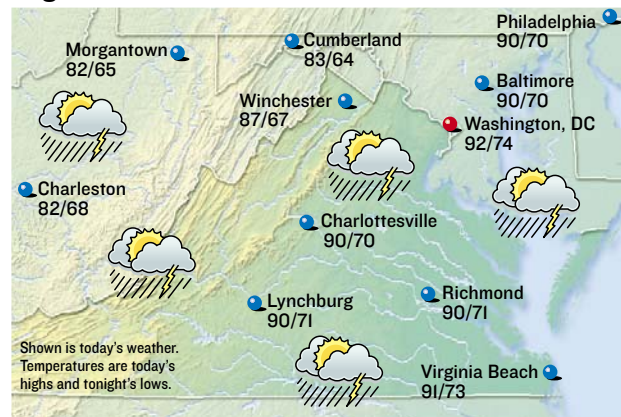 Philadelphia
90/70
Morgantown
82/65
Cumberland
83/64
Baltimore
90/70
Winchester
87/67
Washington, DC
92/74
Charleston
82/68
Charlottesville
90/70
Lynchburg
90/71
Richmond
90/71
Shown is today's weather.
Temperatures are today's
highs and tonight's lows.
Virginia Beach
91/73